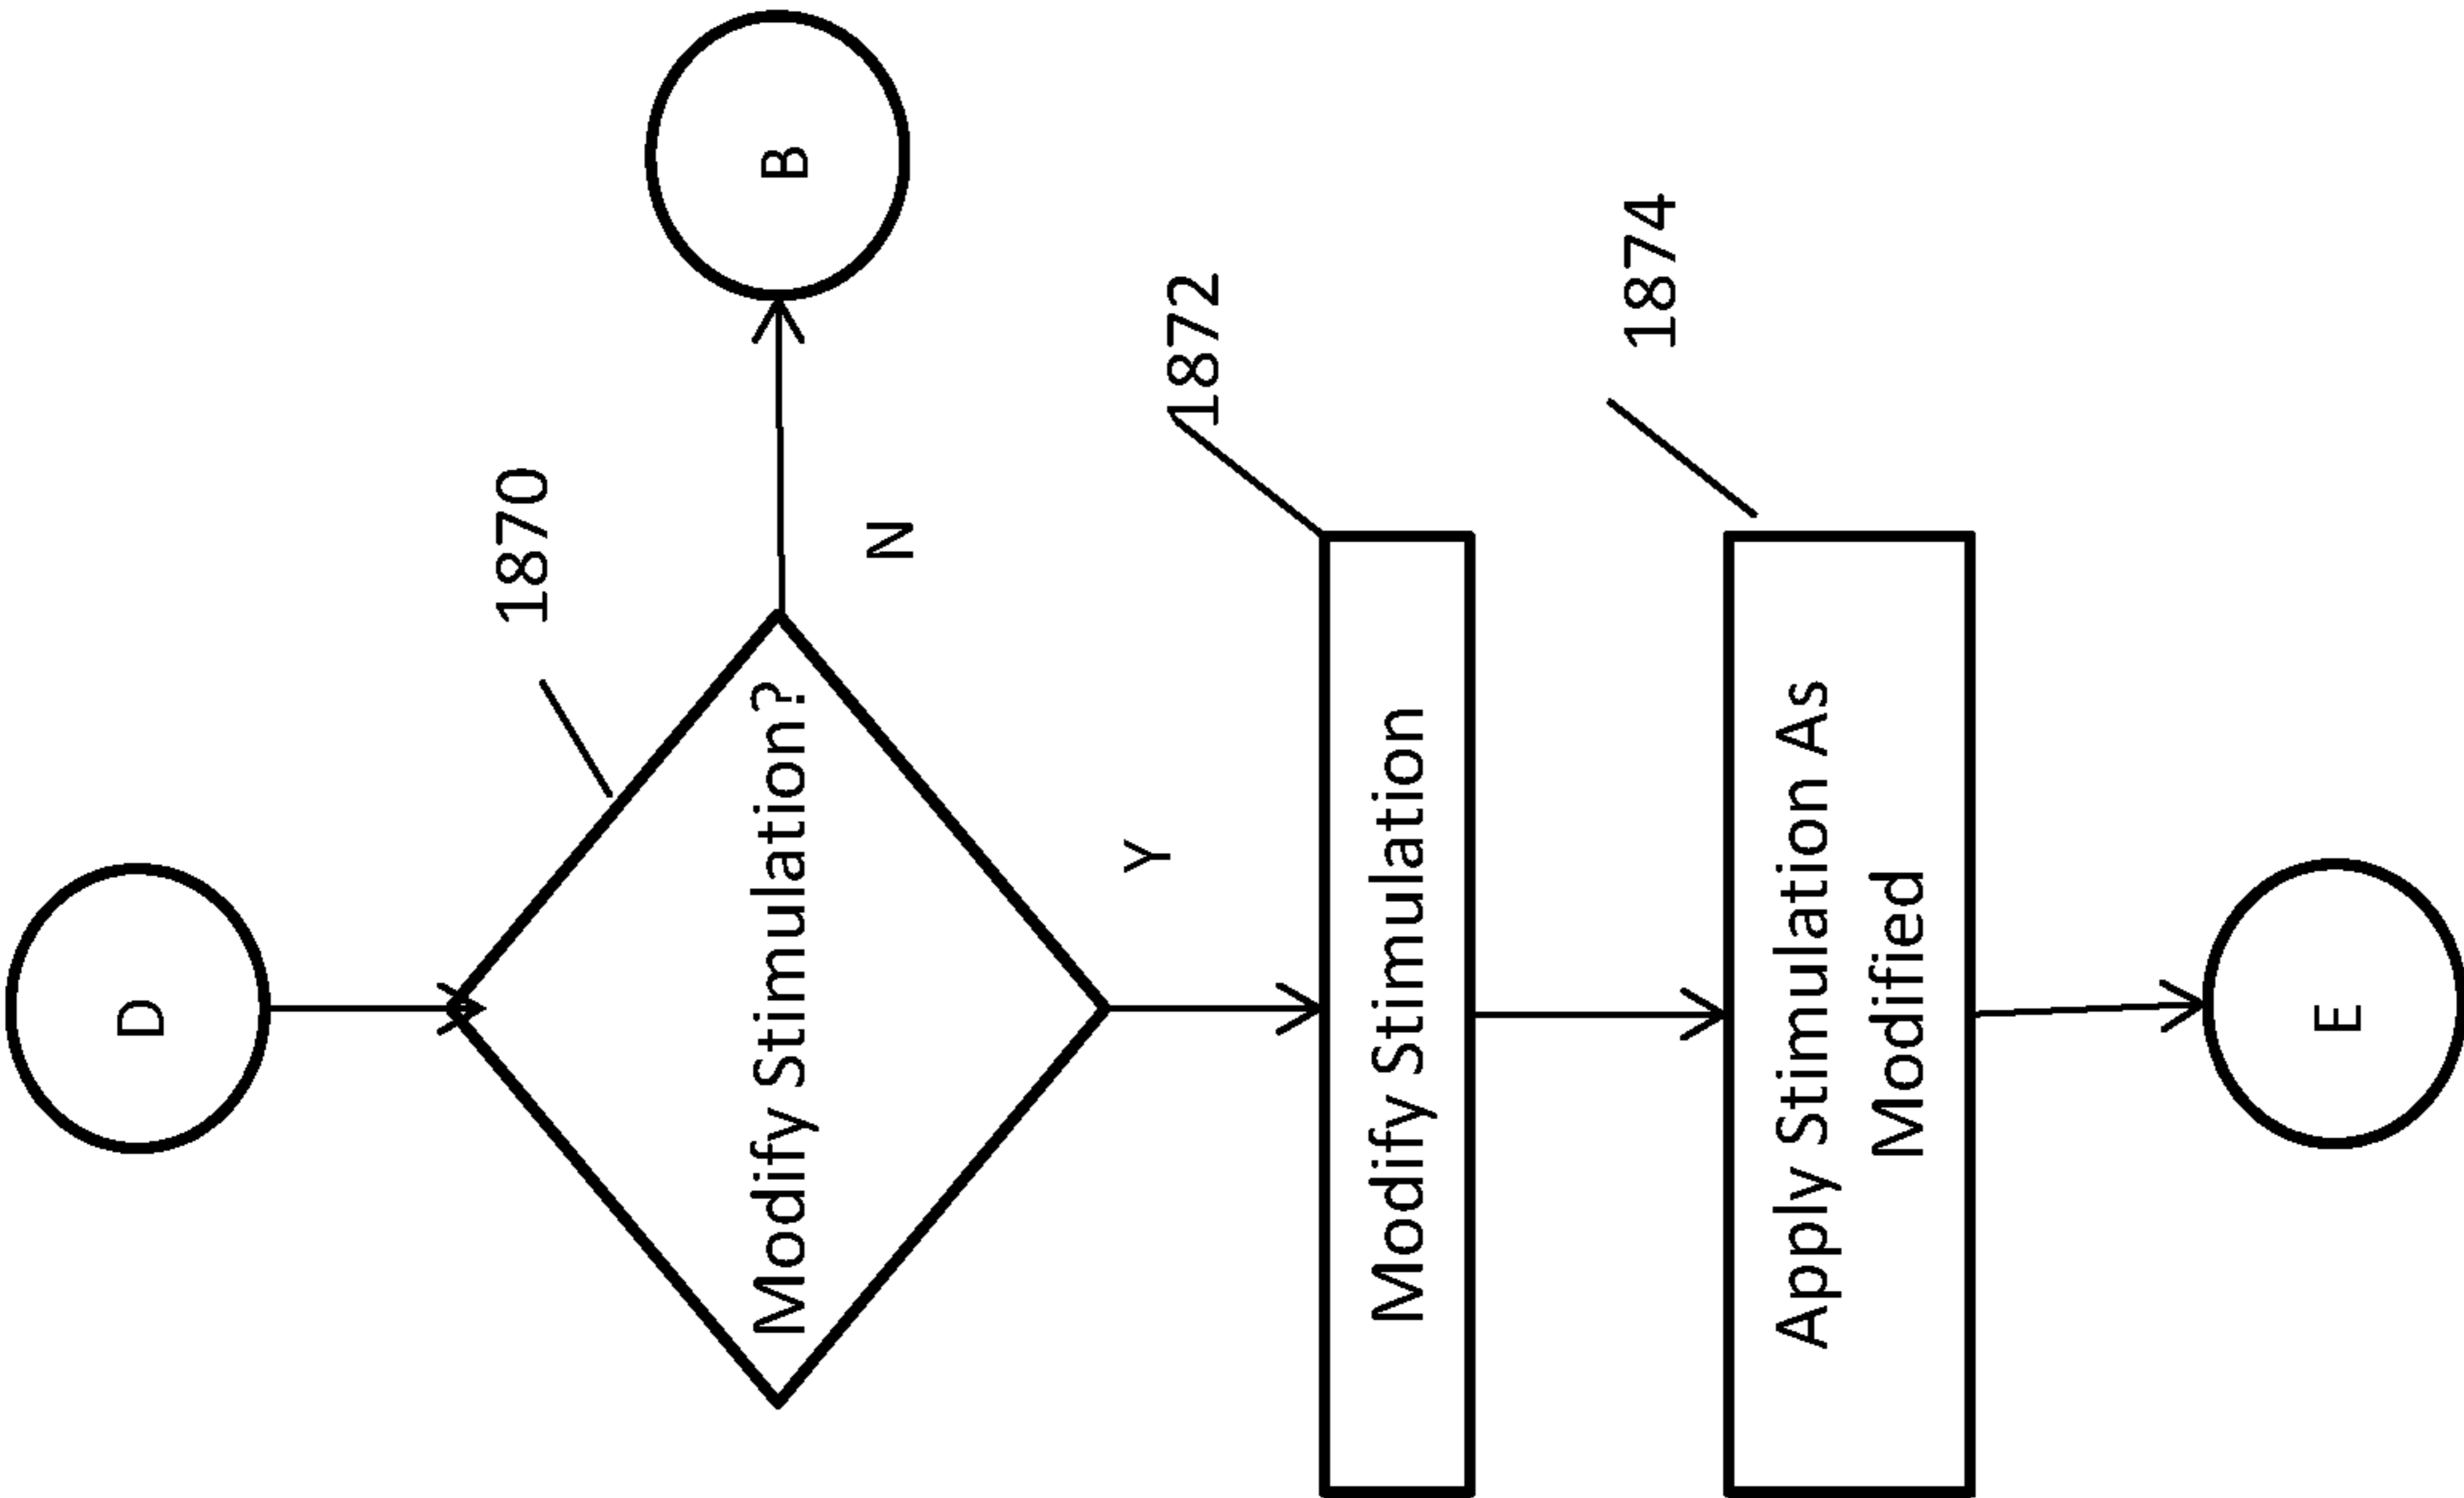 D
1870
Modify Stimulation?
N
B
Y
1872
Modify Stimulation
1874
Apply Stimulation As
Modified
E